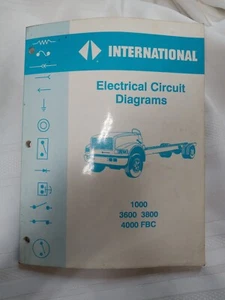 INTERNATIONAL
Electrical Circuit
Diagrams
1000
3600 3800
4000 FBC